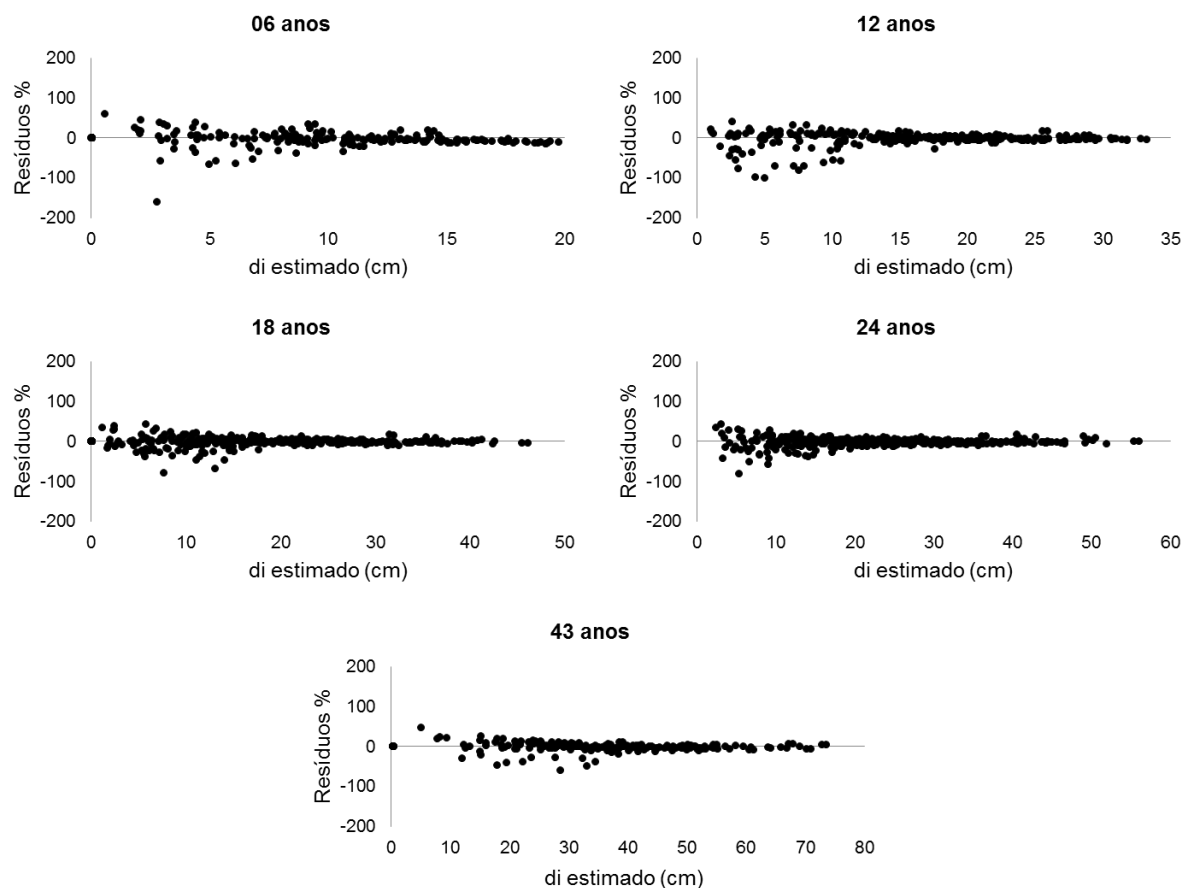 06 anos
Resíduos %
200
100
0
-100
-200
0 5 10 15 20
di estimado (cm)
12 anos
Resíduos %
200
100
0
-100
-200
0 5 10 15 20 25 30 35
di estimado (cm)
18 anos
Resíduos %
200
100
0
-100
-200
0 10 20 30 40 50
di estimado (cm)
24 anos
Resíduos %
200
100
0
-100
-200
0 10 20 30 40 50 60
di estimado (cm)
43 anos
Resíduos %
200
100
0
-100
-200
0 10 20 30 40 50 60 70 80
di estimado (cm)